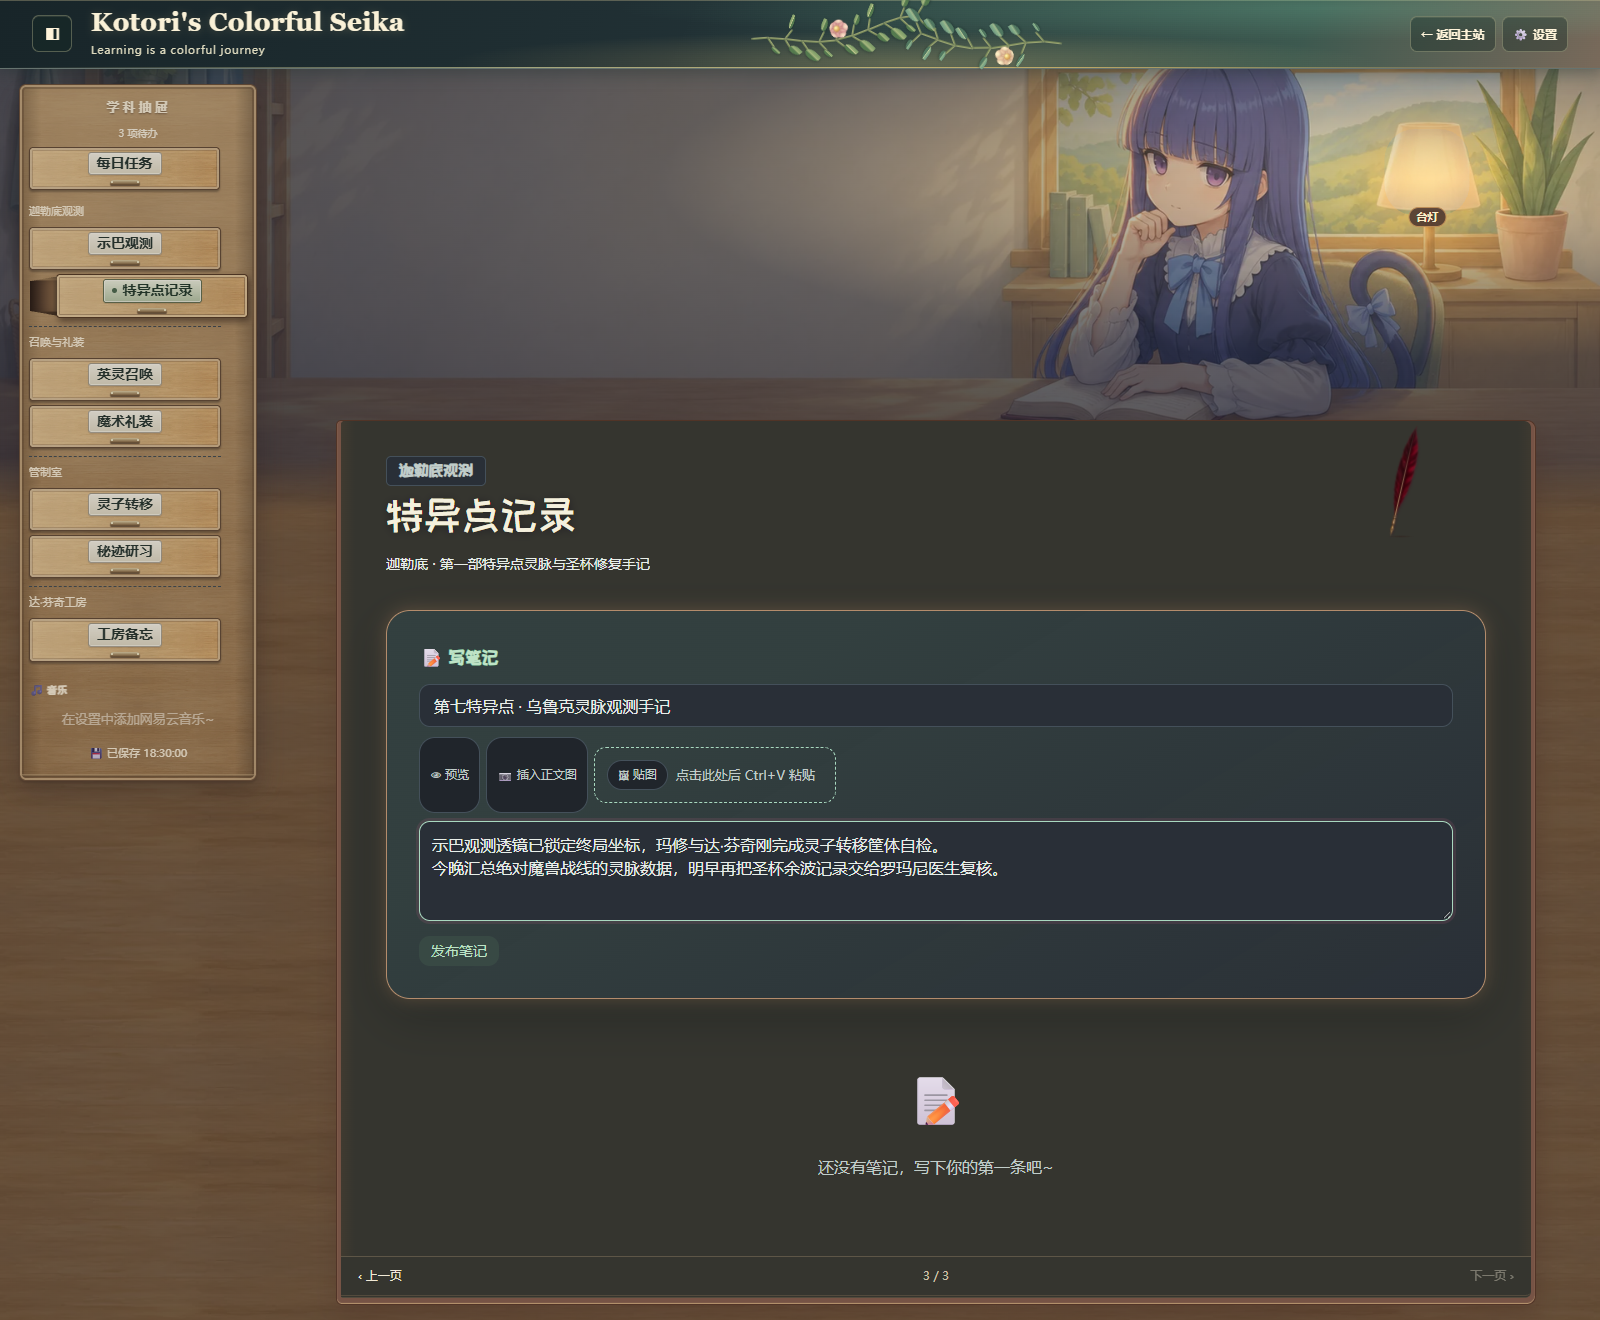 Kotori's Colorful Seika
Learning is a colorful journey
←返回主站
设置
学科抽屉
3 项待办
每日任务
迦勒底观测
示巴观测
• 特异点记录
召唤与礼装
英灵召唤
魔术礼装
管制室
灵子转移
秘迹研习
达·芬奇工房
工房备忘
音乐
在设置中添加网易云音乐~
已保存 18:30:00
台灯
迦勒底观测
特异点记录
迦勒底 · 第一部特异点灵脉与圣杯修复手记
写笔记
第七特异点 · 乌鲁克灵脉观测手记
预览
插入正文图
贴图
点击此处后 Ctrl+V 粘贴
示巴观测透镜已锁定终局坐标，玛修与达·芬奇刚完成灵子转移筐体自检。
今晚汇总绝对魔兽战线的灵脉数据，明早再把圣杯余波记录交给罗玛尼医生复核。
发布笔记
还没有笔记，写下你的第一条吧~
‹ 上一页
3 / 3
下一页 ›